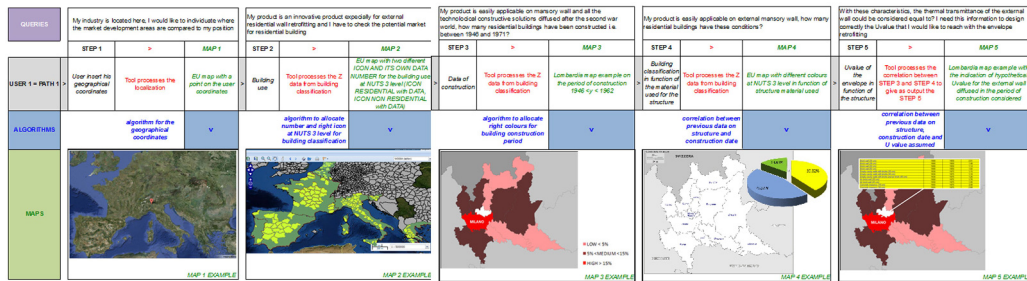 QUERIES
My industry is located here, I would like to individuate where
the market development areas are compared to my position
My product is an innovative product expecially for external
residential wall retrofitting and I have to check the potential market
for residential building
My product is easily applicable on marsory wall and all the
technological constructive solutions diffused after the second war
world, how many residential buildings have been constructed i.e.
between 1946 and 1971?
My product is easily applicable on external mansory wall, how many
residential buildings have these conditions?
With these characteristics, the thermal transmittance of the external
wall could be considered equal to? I need this information to design
correctly the Uvalue that I would like to reach with the envelope
retrofitting
STEP 1
>
MAP 1
STEP 2
>
MAP 2
STEP 3
>
MAP 3
STEP 4
>
MAP 4
STEP 5
>
MAP 5
USER 1 = PATH 1
>
User insert his
geographical
coordinates
Tool processes the
localization
EU map with a
point on the user
coordinates
>
Building
use
Tool processes the Z
data from building
classification
EU map with two different
ICON AND ITS OWN DATA
NUMBER for the building use
at NUTS 3 level (ICON
RESIDENTIAL with DATA,
ICON NON RESIDENTIAL
with DATA)
>
Data of
construction
Tool processes the Z
data from building
classification
Lombardia map example on
the period of construction
1946 <y < 1962
>
Building
classification
in function of
the material
used for the
structure
Tool processes the Z
data from building
classification
EU map with different colours
at NUTS 3 level in function of
structure material used
>
Uvalue of
the
envelope in
function of
the structure
Tool processes
the correlation
between
STEP 3 and STEP 4 to
give as output the
STEP 5
Lombardia map example with
the indication of hypothetical
Uvalue for the external wall
diffused in the period of
construction considered
ALGORITHMS
algorithm for the
geographical
coordinates
v
algorithm to allocate
number and right icon
at NUTS 3 level for
building classification
v
algorithm to allocate
right colours for
building construction
period
v
correlation between
previous data on
structure and
construction date
v
correlation between
previous data on
structure,
construction date and
U value assumed
v
MAPS
MILANO
LOW < 5%
5% <MEDIUM <15%
HIGH > 15%
MILANO
MAP 1 EXAMPLE
MAP 2 EXAMPLE
MAP 3 EXAMPLE
MAP 4 EXAMPLE
MAP 5 EXAMPLE